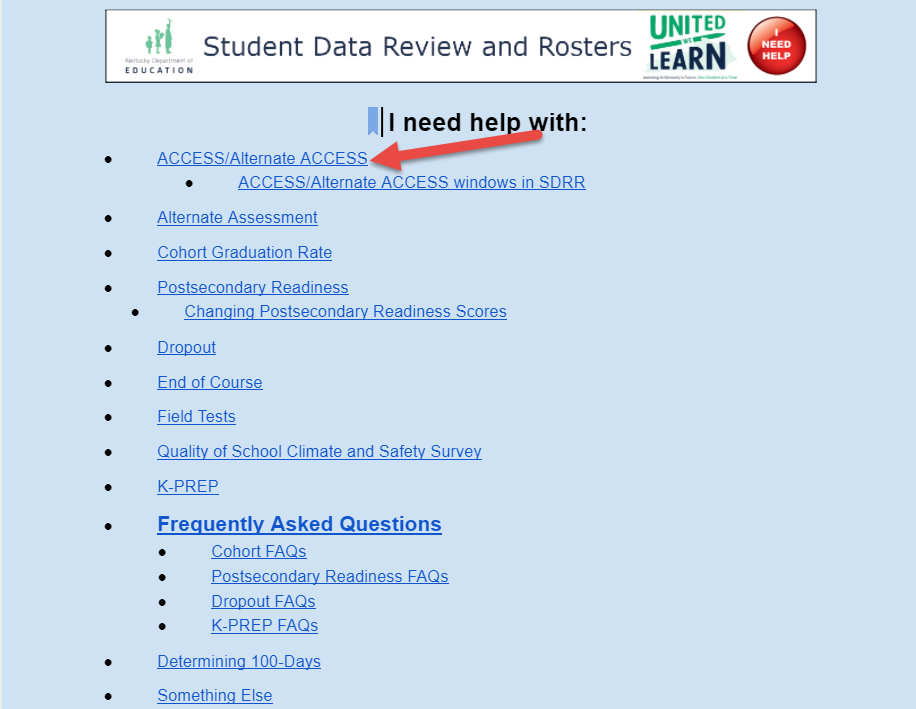 Kentucky Department of
EDUCATION
Student Data Review and Rosters
UNITED
WE
LEARN
I
NEED
HELP
I need help with:
ACCESS/Alternate ACCESS
ACCESS/Alternate ACCESS windows in SDRR
Alternate Assessment
Cohort Graduation Rate
Postsecondary Readiness
Changing Postsecondary Readiness Scores
Dropout
End of Course
Field Tests
Quality of School Climate and Safety Survey
K-PREP
Frequently Asked Questions
Cohort FAQs
Postsecondary Readiness FAQs
Dropout FAQs
K-PREP FAQs
Determining 100-Days
Something Else